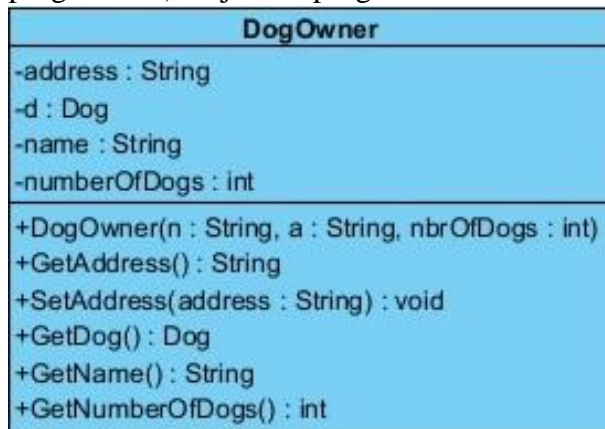 DogOwner
-address : String
-d : Dog
-name : String
-numberOfDogs : int
+DogOwner(n : String, a : String, nbrOfDogs : int)
+GetAddress() : String
+SetAddress(address : String) : void
+GetDog() : Dog
+GetName() : String
+GetNumberOfDogs() : int